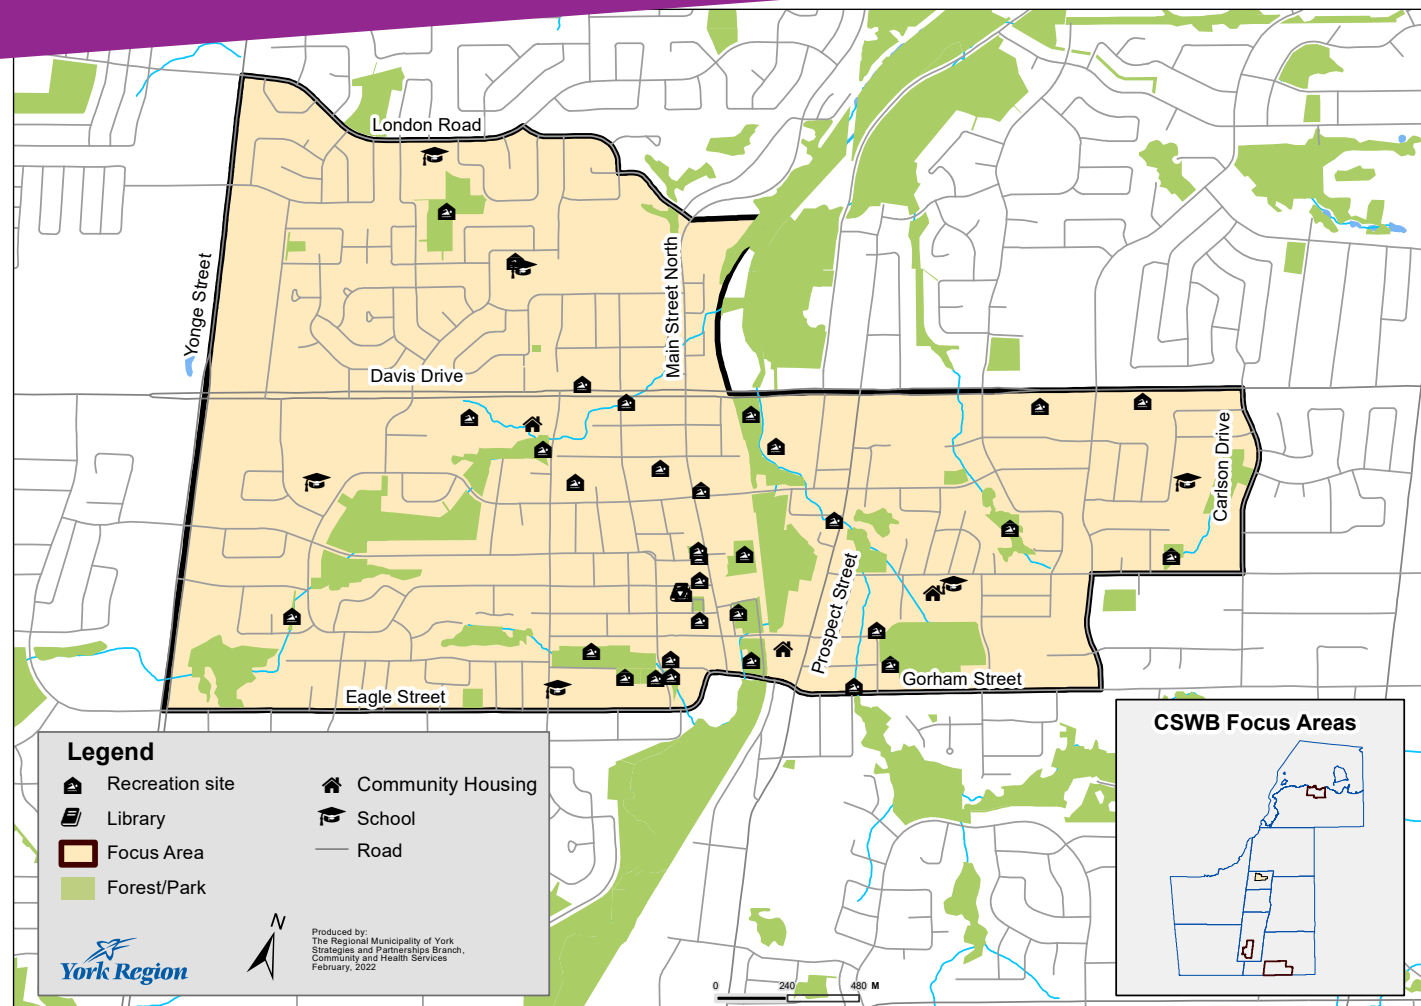 London Road
Yonge Street
Main Street North
Davis Drive
Carlson Drive
Prospect Street
Gorham Street
Eagle Street
Legend
Recreation site
Community Housing
Library
School
Focus Area
Road
Forest/Park
York Region
N
Produced by:
The Regional Municipality of York
Strategies and Partnerships Branch,
Community and Health Services
February, 2022
0 240 480 M
CSWB Focus Areas